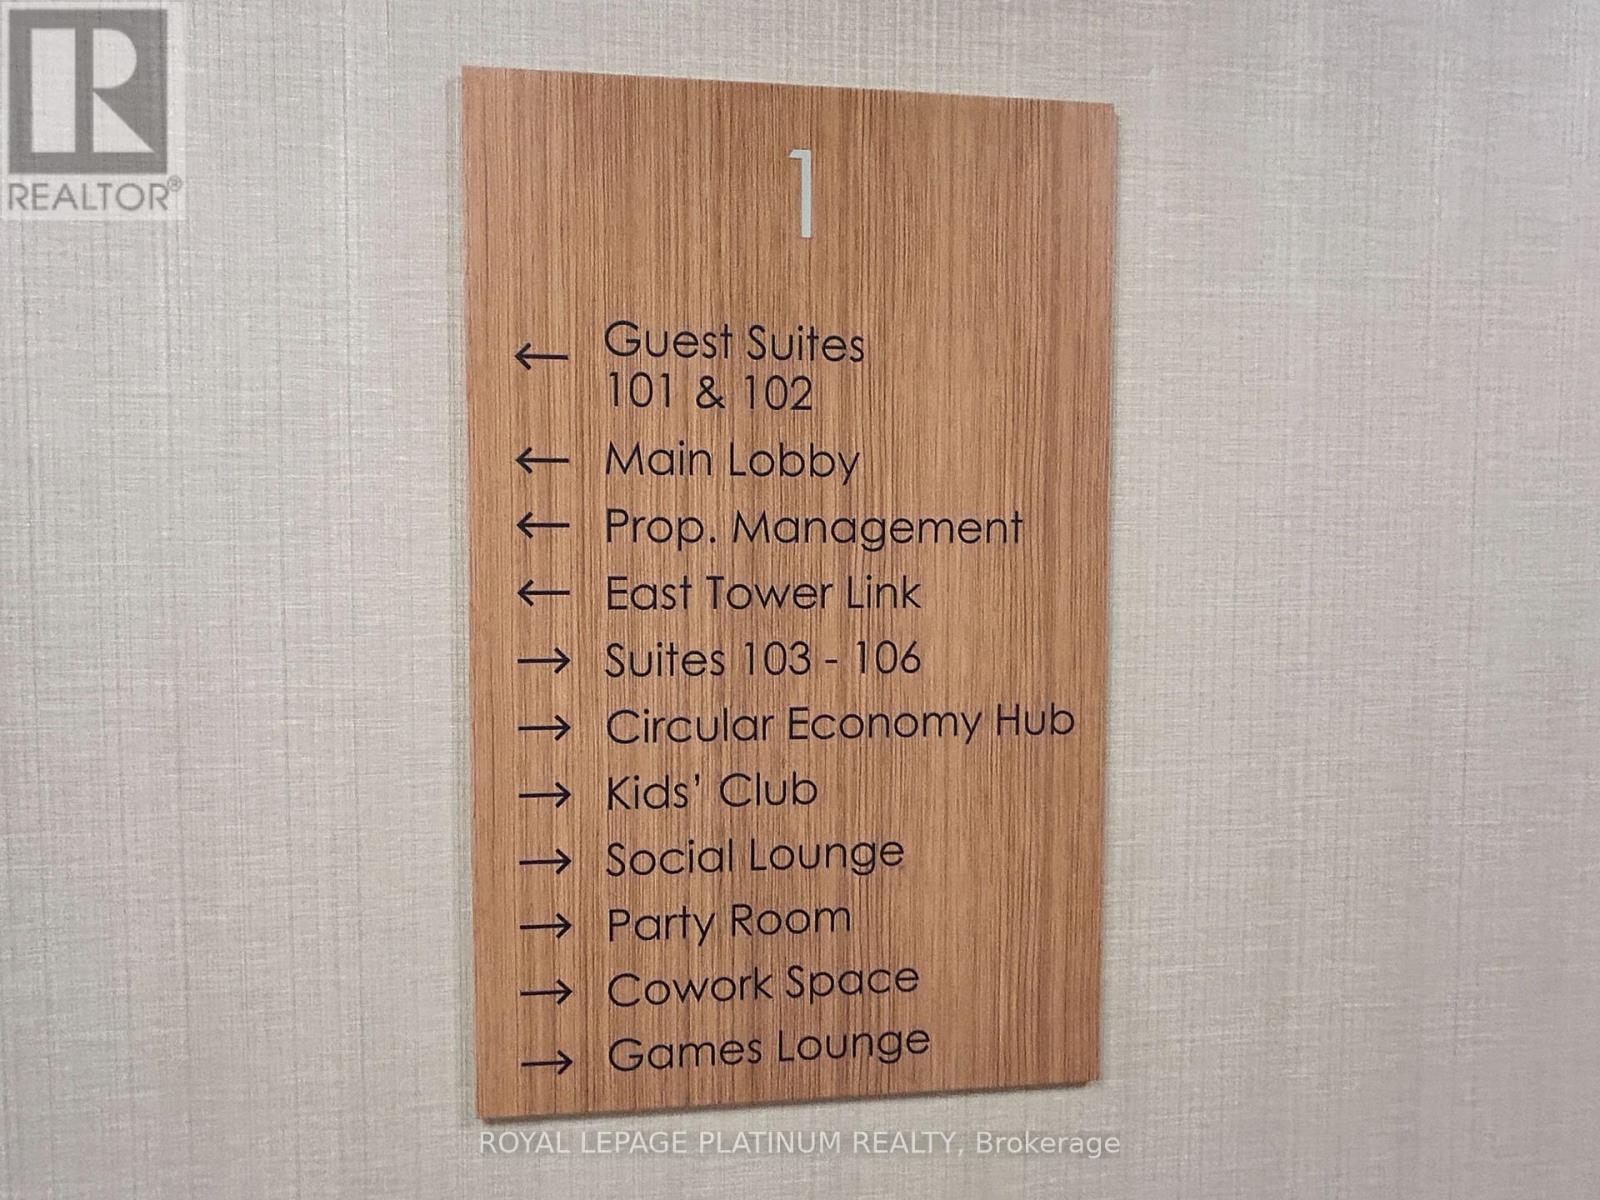 R
REALTOR®
1
← Guest Suites
101 & 102
← Main Lobby
← Prop. Management
← East Tower Link
→ Suites 103 - 106
→ Circular Economy Hub
→ Kids’ Club
→ Social Lounge
→ Party Room
→ Cowork Space
→ Games Lounge
ROYAL LEPAGE PLATINUM REALTY, Brokerage